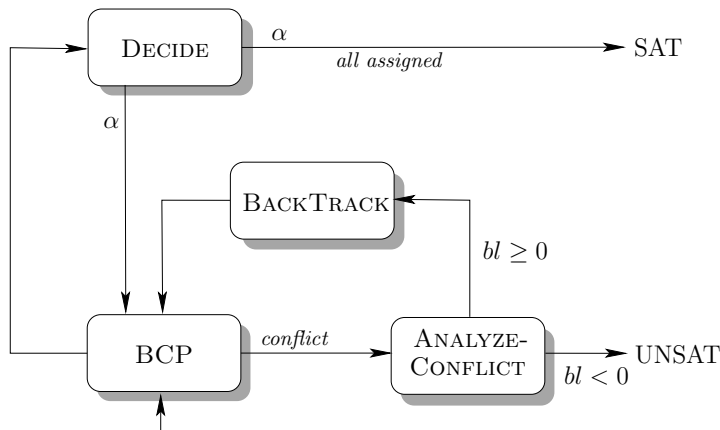 DECIDE
α
all assigned
SAT
α
BACKTRACK
bl ≥ 0
BCP
conflict
ANALYZE-
CONFLICT
bl < 0
UNSAT